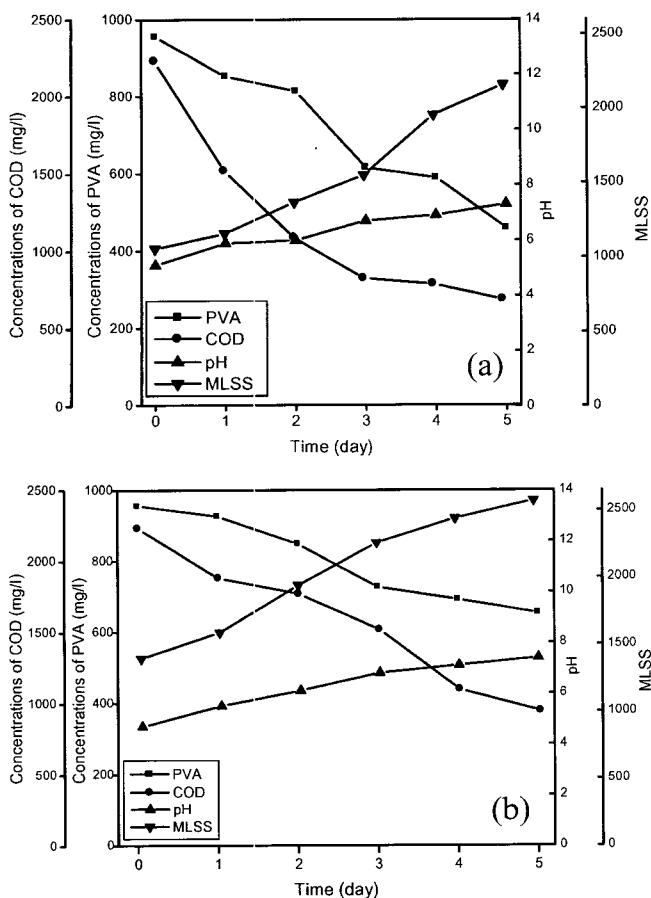 Concentrations of COD (mg/l)
2500
2000
1500
1000
500
0
Concentrations of PVA (mg/l)
1000
800
600
400
200
0
PVA
COD
pH
MLSS
(a)
0 1 2 3 4 5
Time (day)
14
12
10
8
6
4
2
0
pH
2500
2000
1500
1000
500
0
MLSS
Concentrations of COD (mg/l)
2500
2000
1500
1000
500
0
Concentrations of PVA (mg/l)
1000
800
600
400
200
0
PVA
COD
pH
MLSS
(b)
0 1 2 3 4 5
Time (day)
14
12
10
8
6
4
2
0
pH
2500
2000
1500
1000
500
0
MLSS